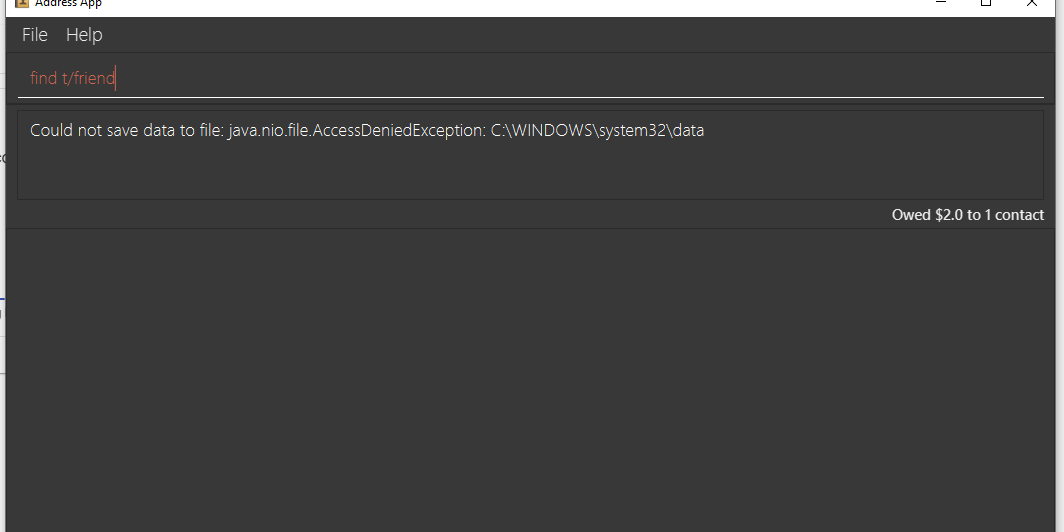 Address App
File Help
find t/friend
Could not save data to file: java.nio.file.AccessDeniedException: C:\WINDOWS\system32\data
Owed $2.0 to 1 contact